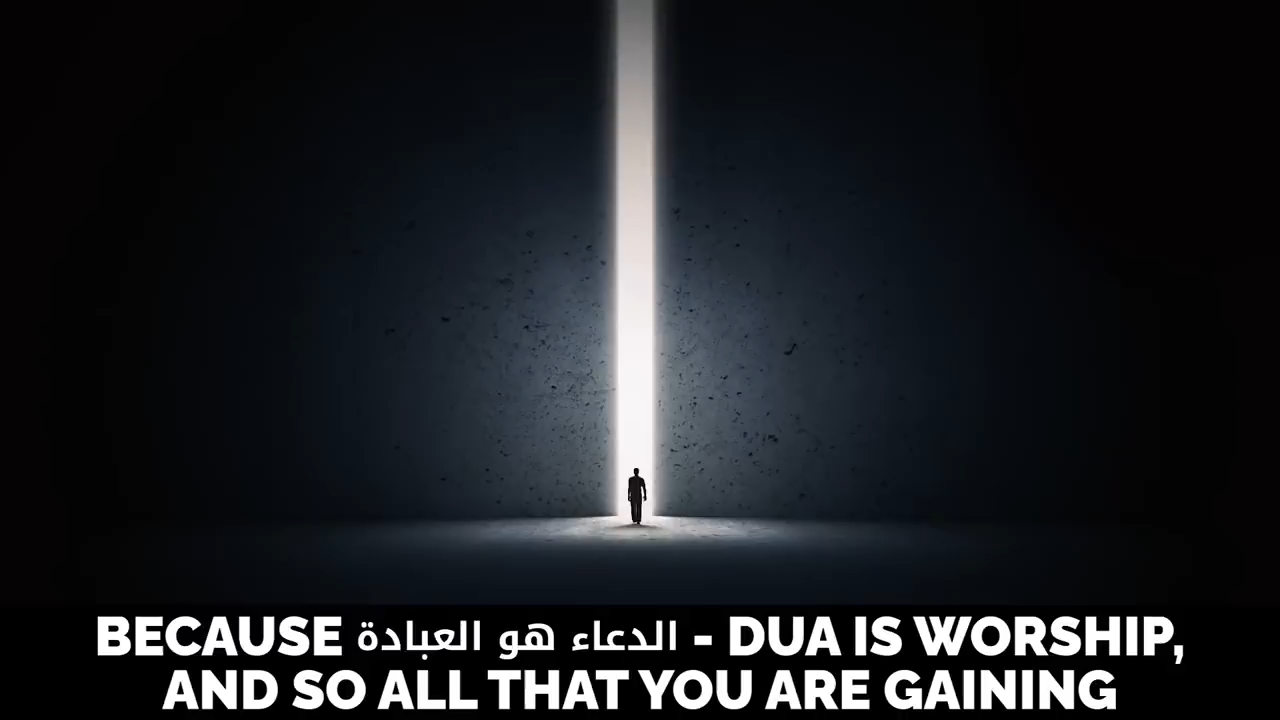 BECAUSE الدعاء هو العبادة - DUA IS WORSHIP,
AND SO ALL THAT YOU ARE GAINING